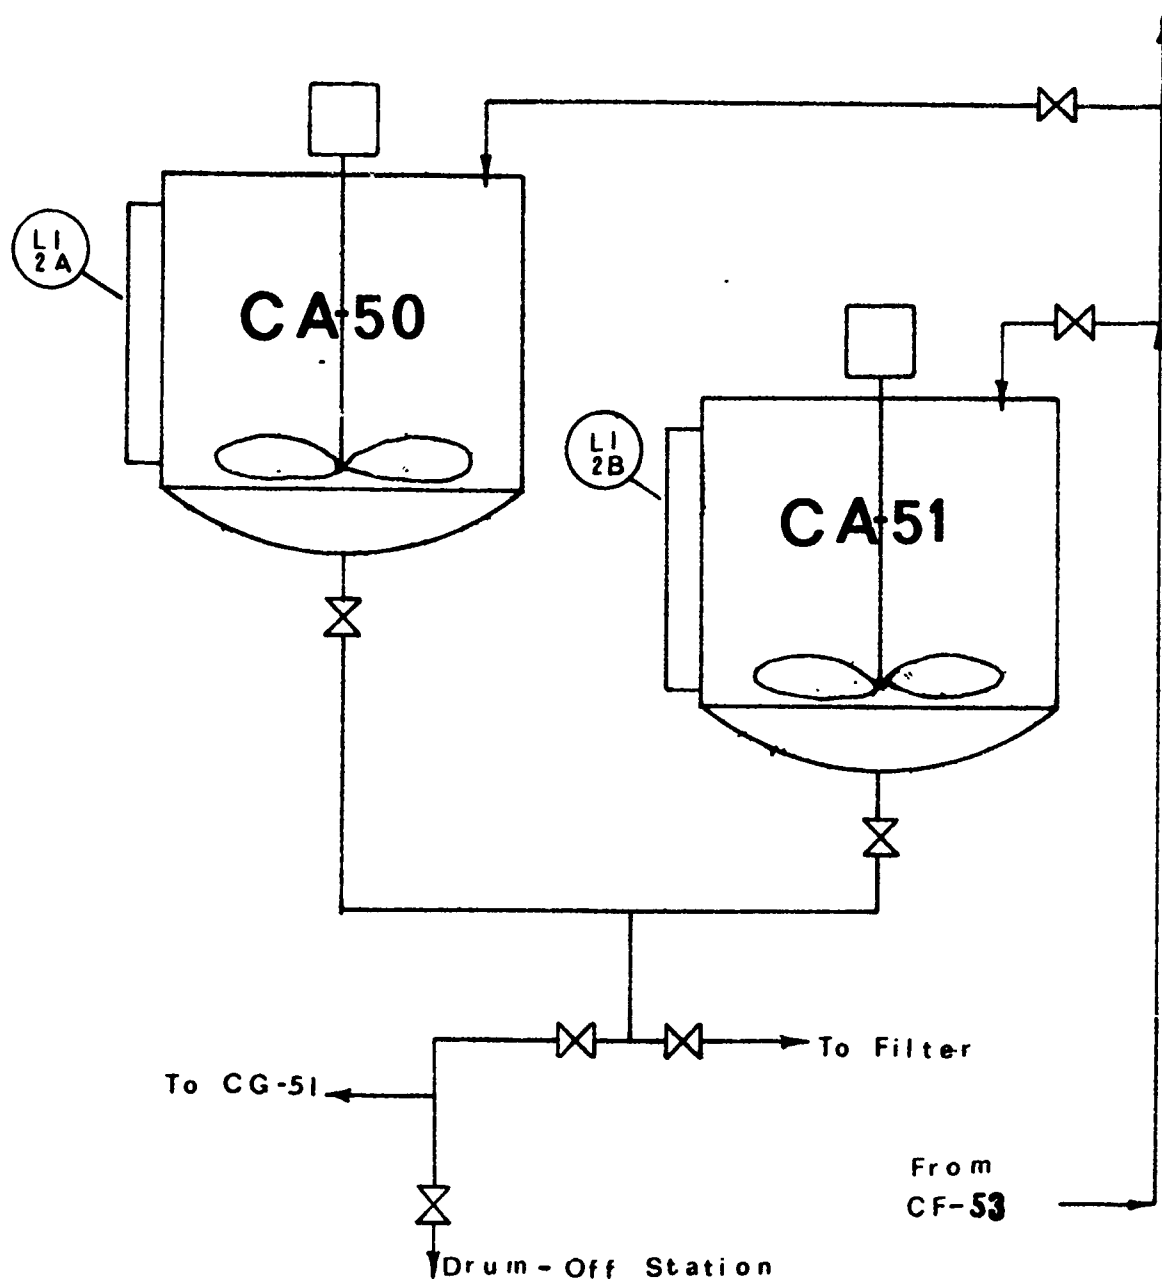 LI
2A
CA-50
LI
2B
CA-51
To Filter
To CG-51
From
CF-53
Drum-Off Station